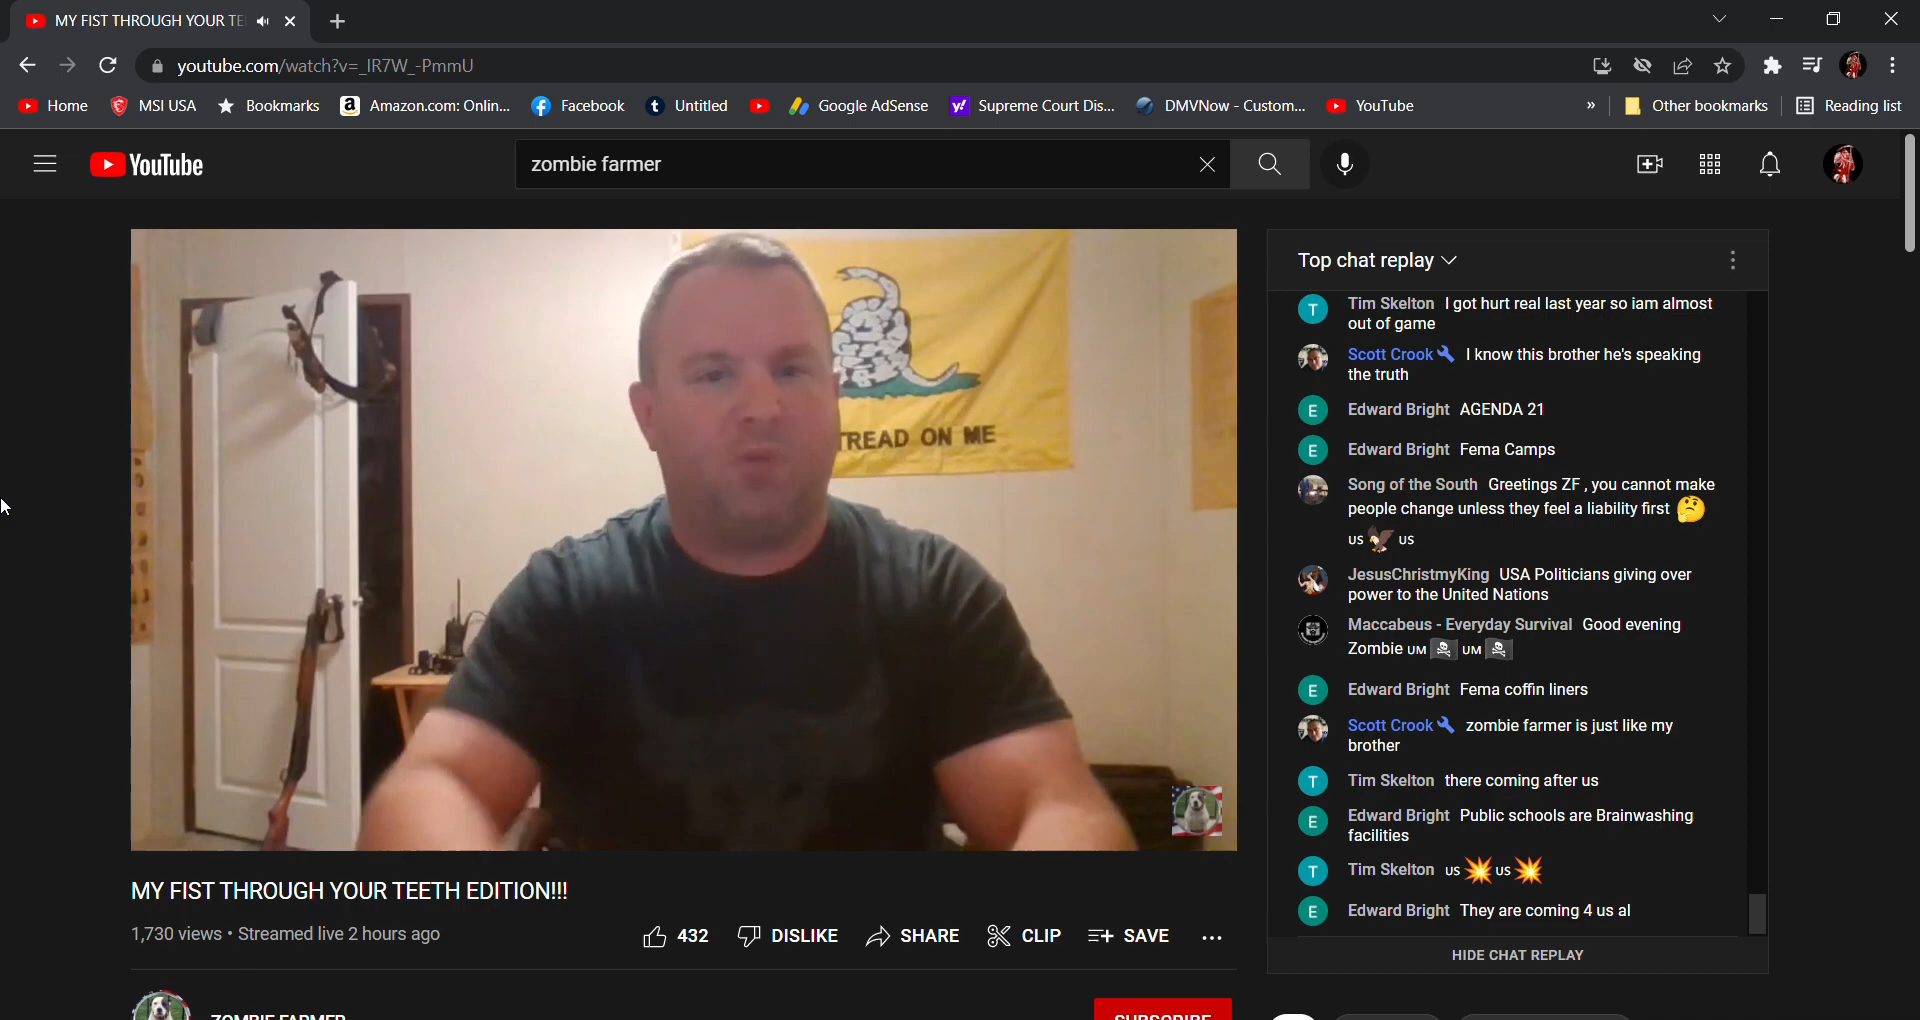 MY FIST THROUGH YOUR TE
youtube.com/watch?v=_IR7W_-PmmU
Home MSI USA Bookmarks Amazon.com: Onlin... Facebook Untitled Google AdSense Supreme Court Dis... DMVNow - Custom... YouTube » Other bookmarks Reading list
YouTube
zombie farmer
TREAD ON ME
Top chat replay
Tim Skelton I got hurt real last year so iam almost
out of game
Scott Crook I know this brother he's speaking
the truth
Edward Bright AGENDA 21
Edward Bright Fema Camps
Song of the South Greetings ZF , you cannot make
people change unless they feel a liability first
US US
JesusChristmyKing USA Politicians giving over
power to the United Nations
Maccabeus - Everyday Survival Good evening
Zombie UM UM
Edward Bright Fema coffin liners
Scott Crook zombie farmer is just like my
brother
Tim Skelton there coming after us
Edward Bright Public schools are Brainwashing
facilities
Tim Skelton US US
Edward Bright They are coming 4 us al
HIDE CHAT REPLAY
MY FIST THROUGH YOUR TEETH EDITION!!!
1,730 views • Streamed live 2 hours ago
432 DISLIKE SHARE CLIP SAVE
ZOMBIE FARMER
SUBSCRIBE